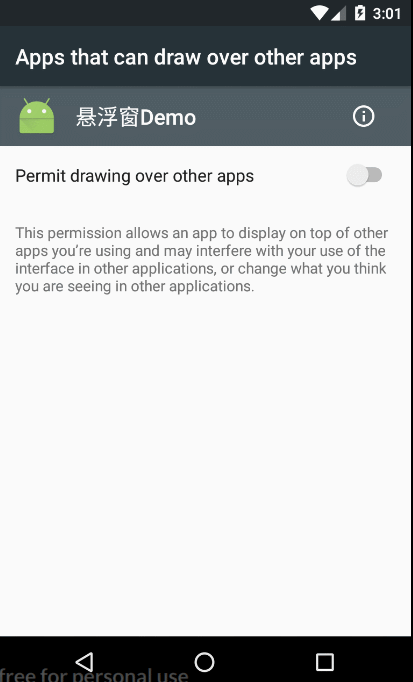 3:01
Apps that can draw over other apps
悬浮窗Demo
Permit drawing over other apps
This permission allows an app to display on top of other
apps you’re using and may interfere with your use of the
interface in other applications, or change what you think
you are seeing in other applications.
free for personal use